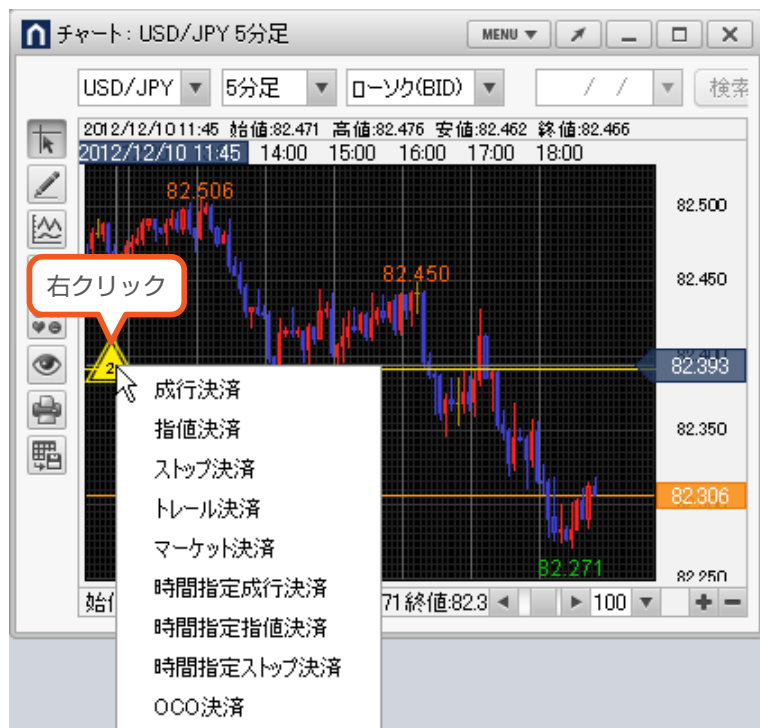 チャート: USD/JPY 5分足
MENU
USD/JPY 5分足 ローソク(BID) / / 検索
2012/12/10 11:45 始値:82.471 高値:82.476 安値:82.462 終値:82.466
2012/12/10 11:45 14:00 15:00 16:00 17:00 18:00
82.506
82.500
82.450
82.450
右クリック
2
82.393
82.350
82.306
82.271
82.250
成行決済
指値決済
ストップ決済
トレール決済
マーケット決済
時間指定成行決済
時間指定指値決済
時間指定ストップ決済
OCO決済
始値 71 終値:82.3 100